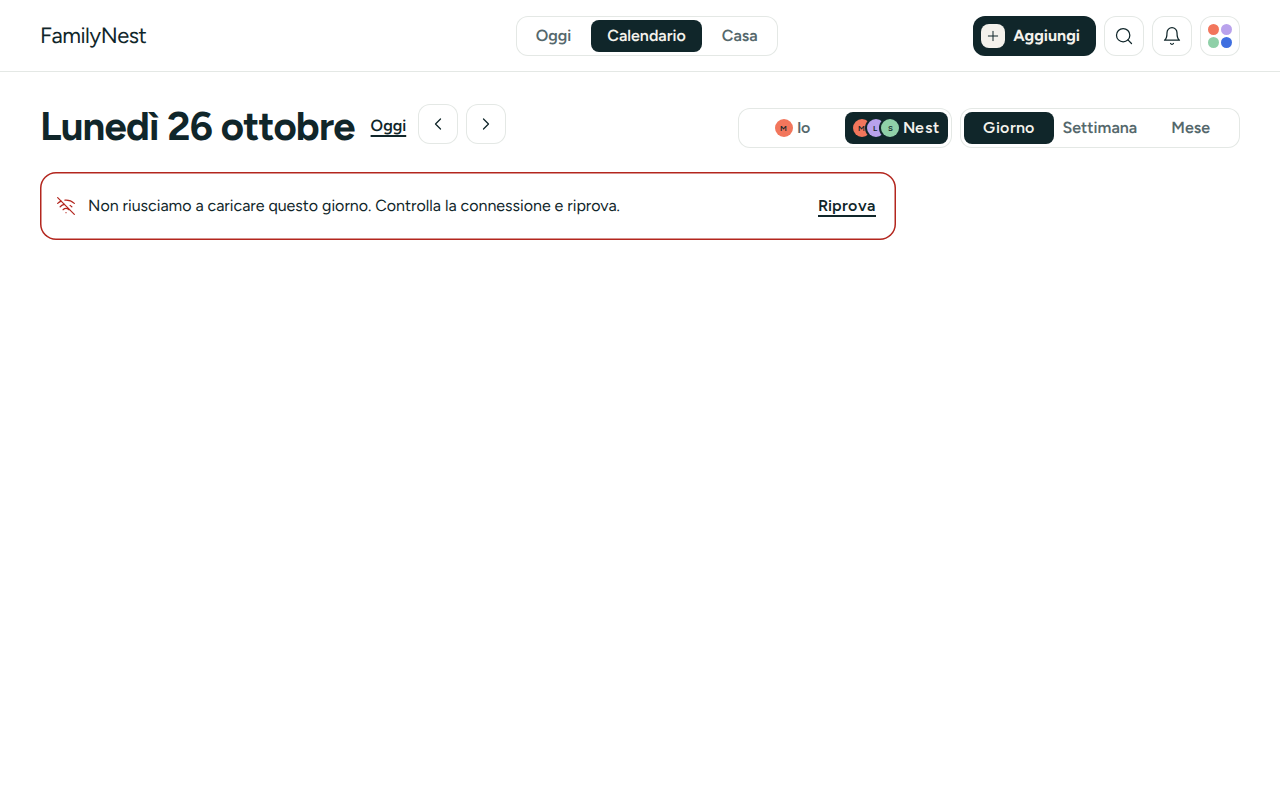 FamilyNest
Oggi Calendario Casa
Aggiungi
Lunedì 26 ottobre Oggi
M Io
M L S Nest
Giorno Settimana Mese
Non riusciamo a caricare questo giorno. Controlla la connessione e riprova. Riprova